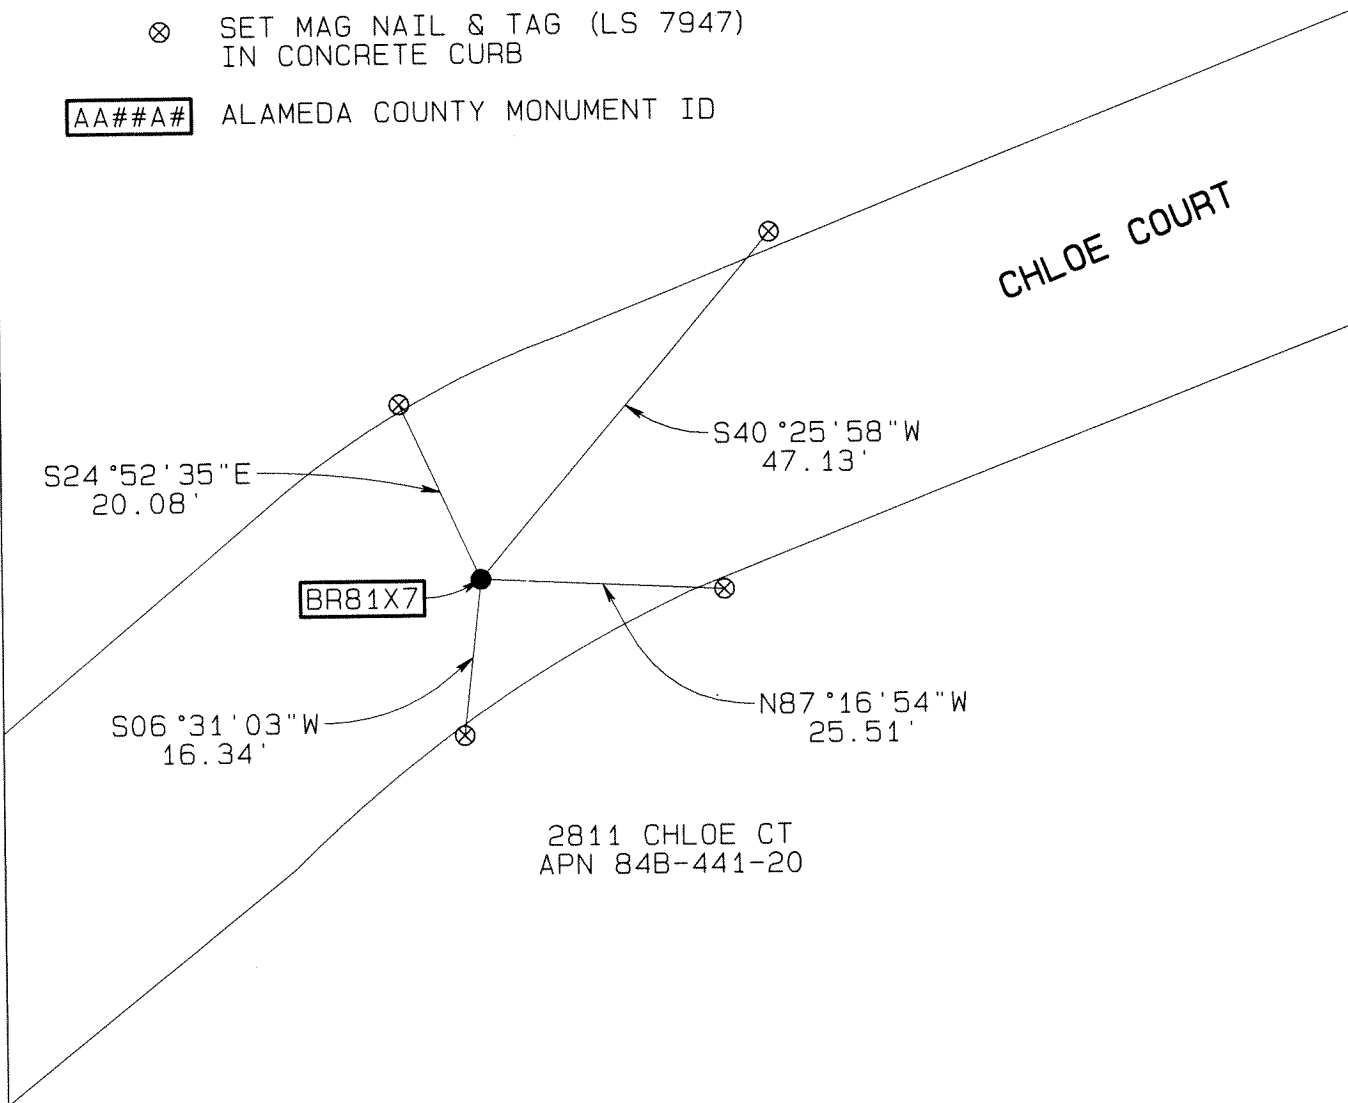 SET MAG NAIL & TAG (LS 7947)
IN CONCRETE CURB
AA##A# ALAMEDA COUNTY MONUMENT ID
CHLOE COURT
S40°25'58"W
47.13'
S24°52'35"E
20.08'
BR81X7
S06°31'03"W
16.34'
N87°16'54"W
25.51'
2811 CHLOE CT
APN 84B-441-20